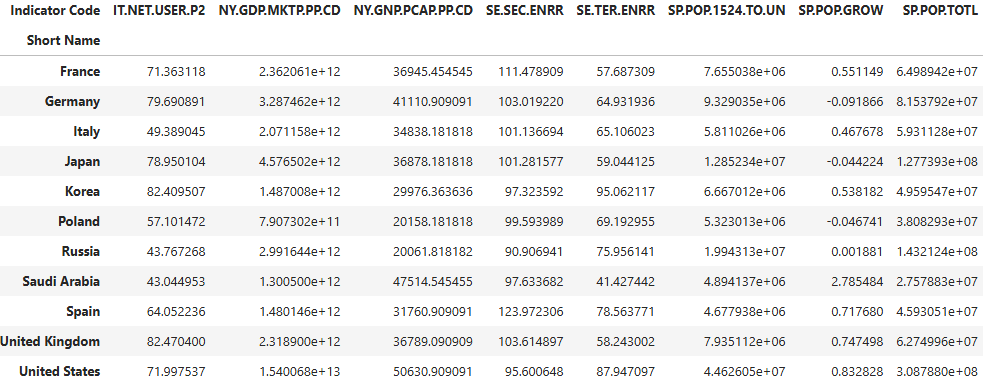 Indicator Code IT.NET.USER.P2 NY.GDP.MKTP.PP.CD NY.GNP.PCAP.PP.CD SE.SEC.ENRR SE.TER.ENRR SP.POP.1524.TO.UN SP.POP.GROW SP.POP.TOTL
Short Name
France 71.363118 2.362061e+12 36945.454545 111.478909 57.687309 7.655038e+06 0.551149 6.498942e+07
Germany 79.690891 3.287462e+12 41110.909091 103.019220 64.931936 9.329035e+06 -0.091866 8.153792e+07
Italy 49.389045 2.071158e+12 34838.181818 101.136694 65.106023 5.811026e+06 0.467678 5.931128e+07
Japan 78.950104 4.576502e+12 36878.181818 101.281577 59.044125 1.285234e+07 -0.044224 1.277393e+08
Korea 82.409507 1.487008e+12 29976.363636 97.323592 95.062117 6.667012e+06 0.538182 4.959547e+07
Poland 57.101472 7.907302e+11 20158.181818 99.593989 69.192955 5.323013e+06 -0.046741 3.808293e+07
Russia 43.767268 2.991644e+12 20061.818182 90.906941 75.956141 1.994313e+07 0.001881 1.432124e+08
Saudi Arabia 43.044953 1.300500e+12 47514.545455 97.633682 41.427442 4.894137e+06 2.785484 2.757883e+07
Spain 64.052236 1.480146e+12 31760.909091 123.972306 78.563771 4.677938e+06 0.717680 4.593051e+07
United Kingdom 82.470400 2.318900e+12 36789.090909 103.614897 58.243002 7.935112e+06 0.747498 6.274996e+07
United States 71.997537 1.540068e+13 50630.909091 95.600648 87.947097 4.462605e+07 0.832828 3.087880e+08